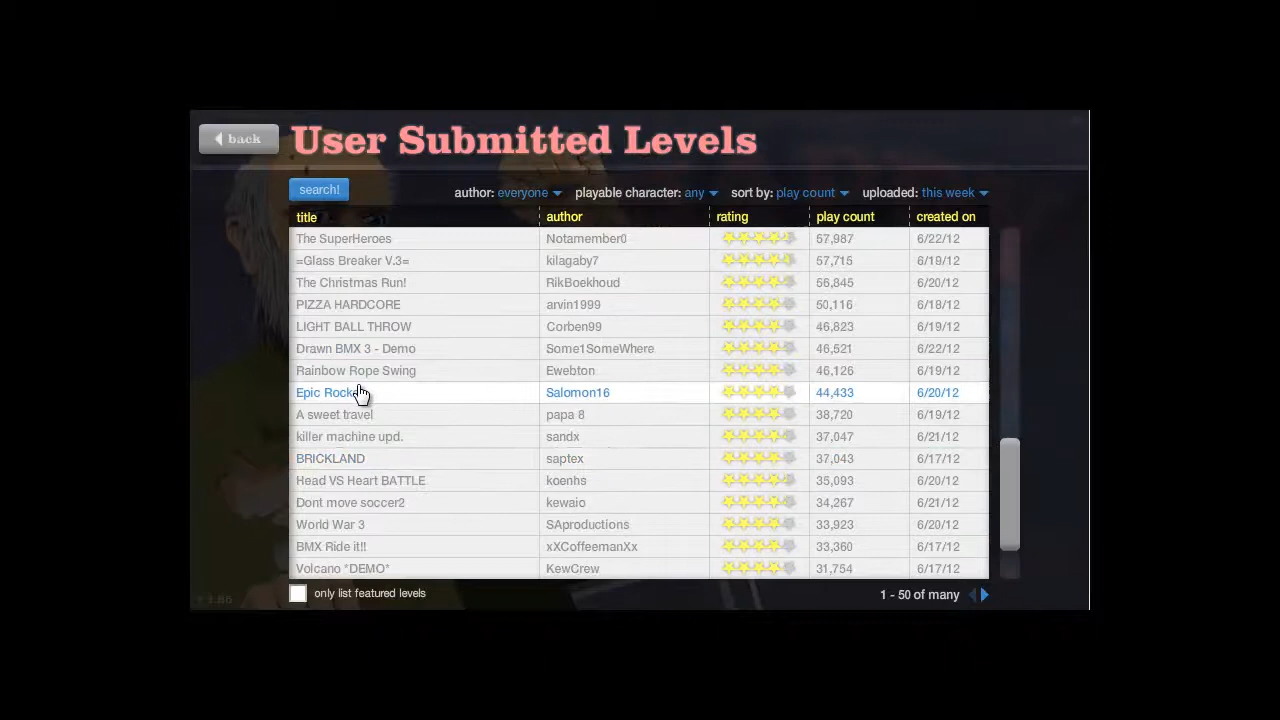 back
User Submitted Levels
search!
author: everyone playable character: any sort by: play count uploaded: this week
title author rating play count created on
The SuperHeroes Notamember0 57,987 6/22/12
=Glass Breaker V.3= kilagaby7 57,715 6/19/12
The Christmas Run! RikBoekhoud 56,845 6/20/12
PIZZA HARDCORE arvin1999 50,116 6/18/12
LIGHT BALL THROW Corben99 46,823 6/19/12
Drawn BMX 3 - Demo Some1SomeWhere 46,521 6/22/12
Rainbow Rope Swing Ewebton 46,126 6/19/12
Epic Salomon16 44,433 6/20/12
A sweet travel papa 8 38,720 6/19/12
killer machine upd. sandx 37,047 6/21/12
BRICKLAND saptex 37,043 6/17/12
Head VS Heart BATTLE koenhs 35,093 6/20/12
Dont move soccer2 kewaio 34,267 6/21/12
World War 3 SAproductions 33,923 6/20/12
BMX Ride it!! xXCoffeemanXx 33,360 6/17/12
Volcano *DEMO* KewCrew 31,754 6/17/12
only list featured levels 1 - 50 of many